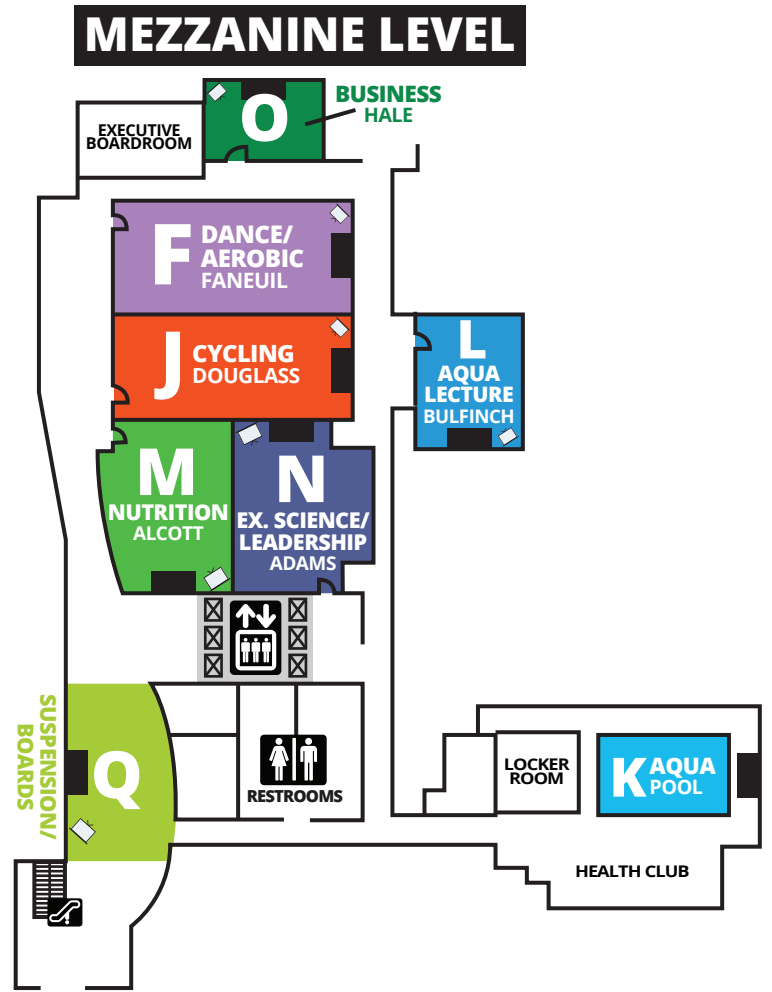 MEZZANINE LEVEL
EXECUTIVE
BOARDROOM
O
BUSINESS
HALE
F
DANCE/
AEROBIC
FANEUIL
J
CYCLING
DOUGLASS
L
AQUA
LECTURE
BULFINCH
M
NUTRITION
ALCOTT
N
EX. SCIENCE/
LEADERSHIP
ADAMS
SUSPENSION/
BOARDS
Q
RESTROOMS
LOCKER
ROOM
K
AQUA
POOL
HEALTH CLUB